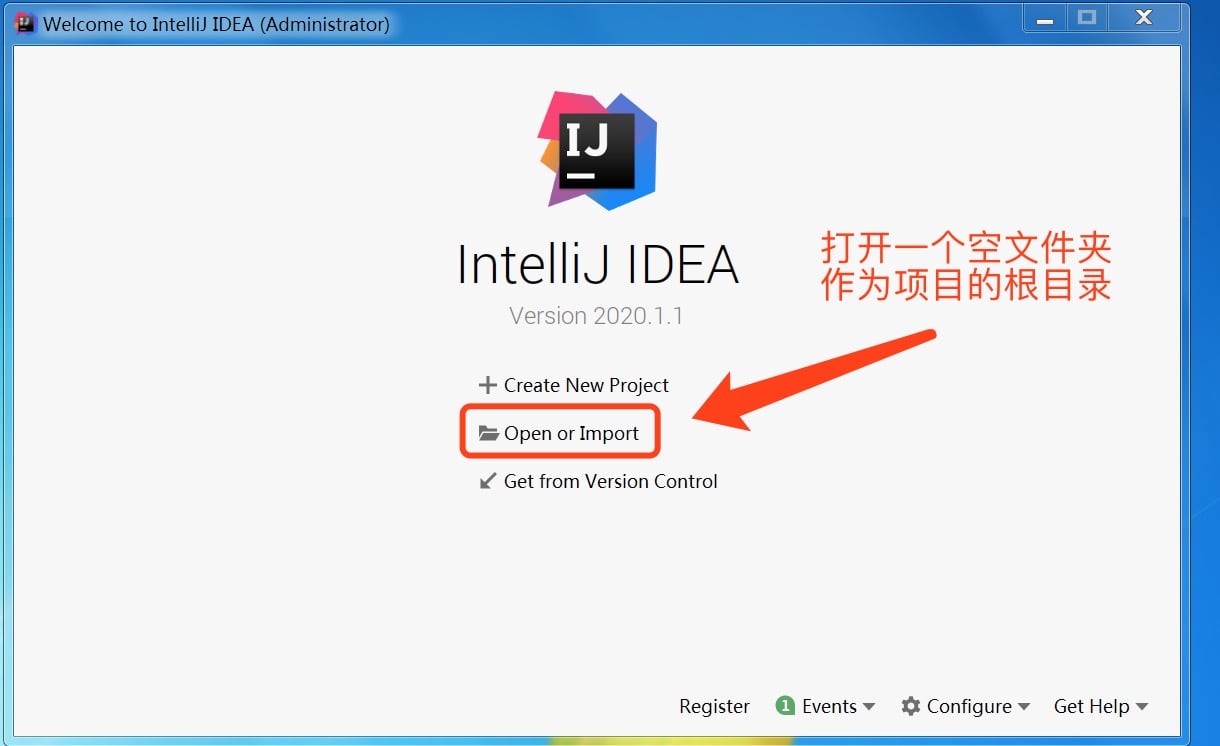 Welcome to IntelliJ IDEA (Administrator)
IJ
IntelliJ IDEA
Version 2020.1.1
打开一个空文件夹
作为项目的根目录
Create New Project
Open or Import
Get from Version Control
Register 1 Events Configure Get Help